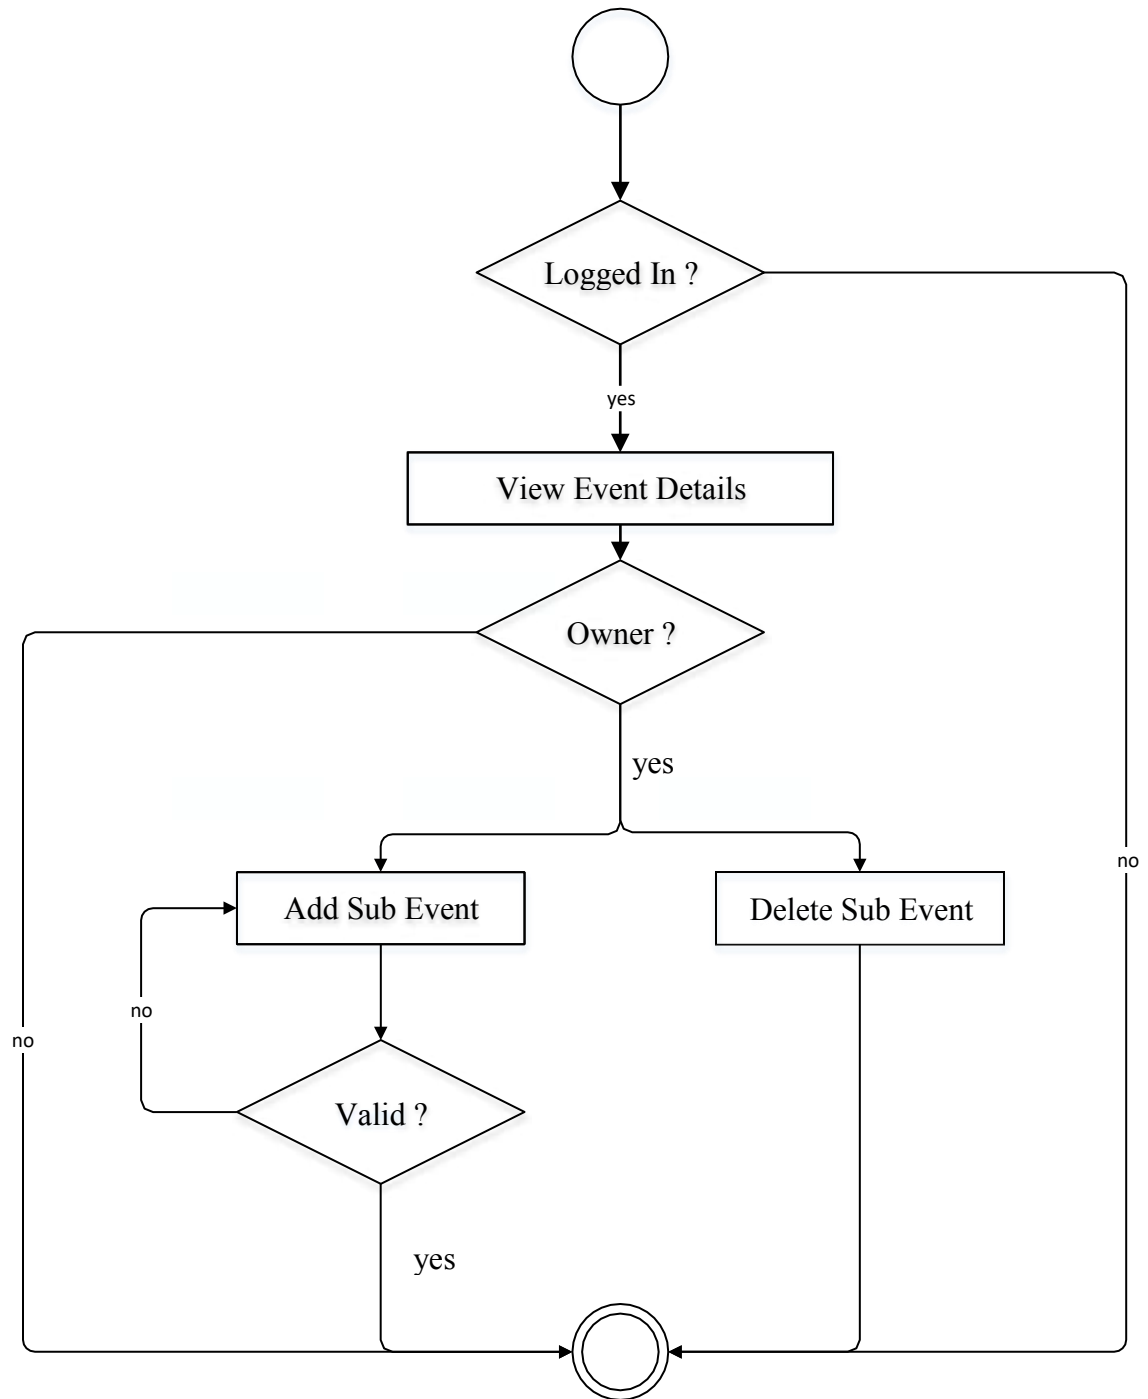 Logged In ?
yes
View Event Details
Owner ?
yes
no
Add Sub Event
Delete Sub Event
no
no
Valid ?
yes